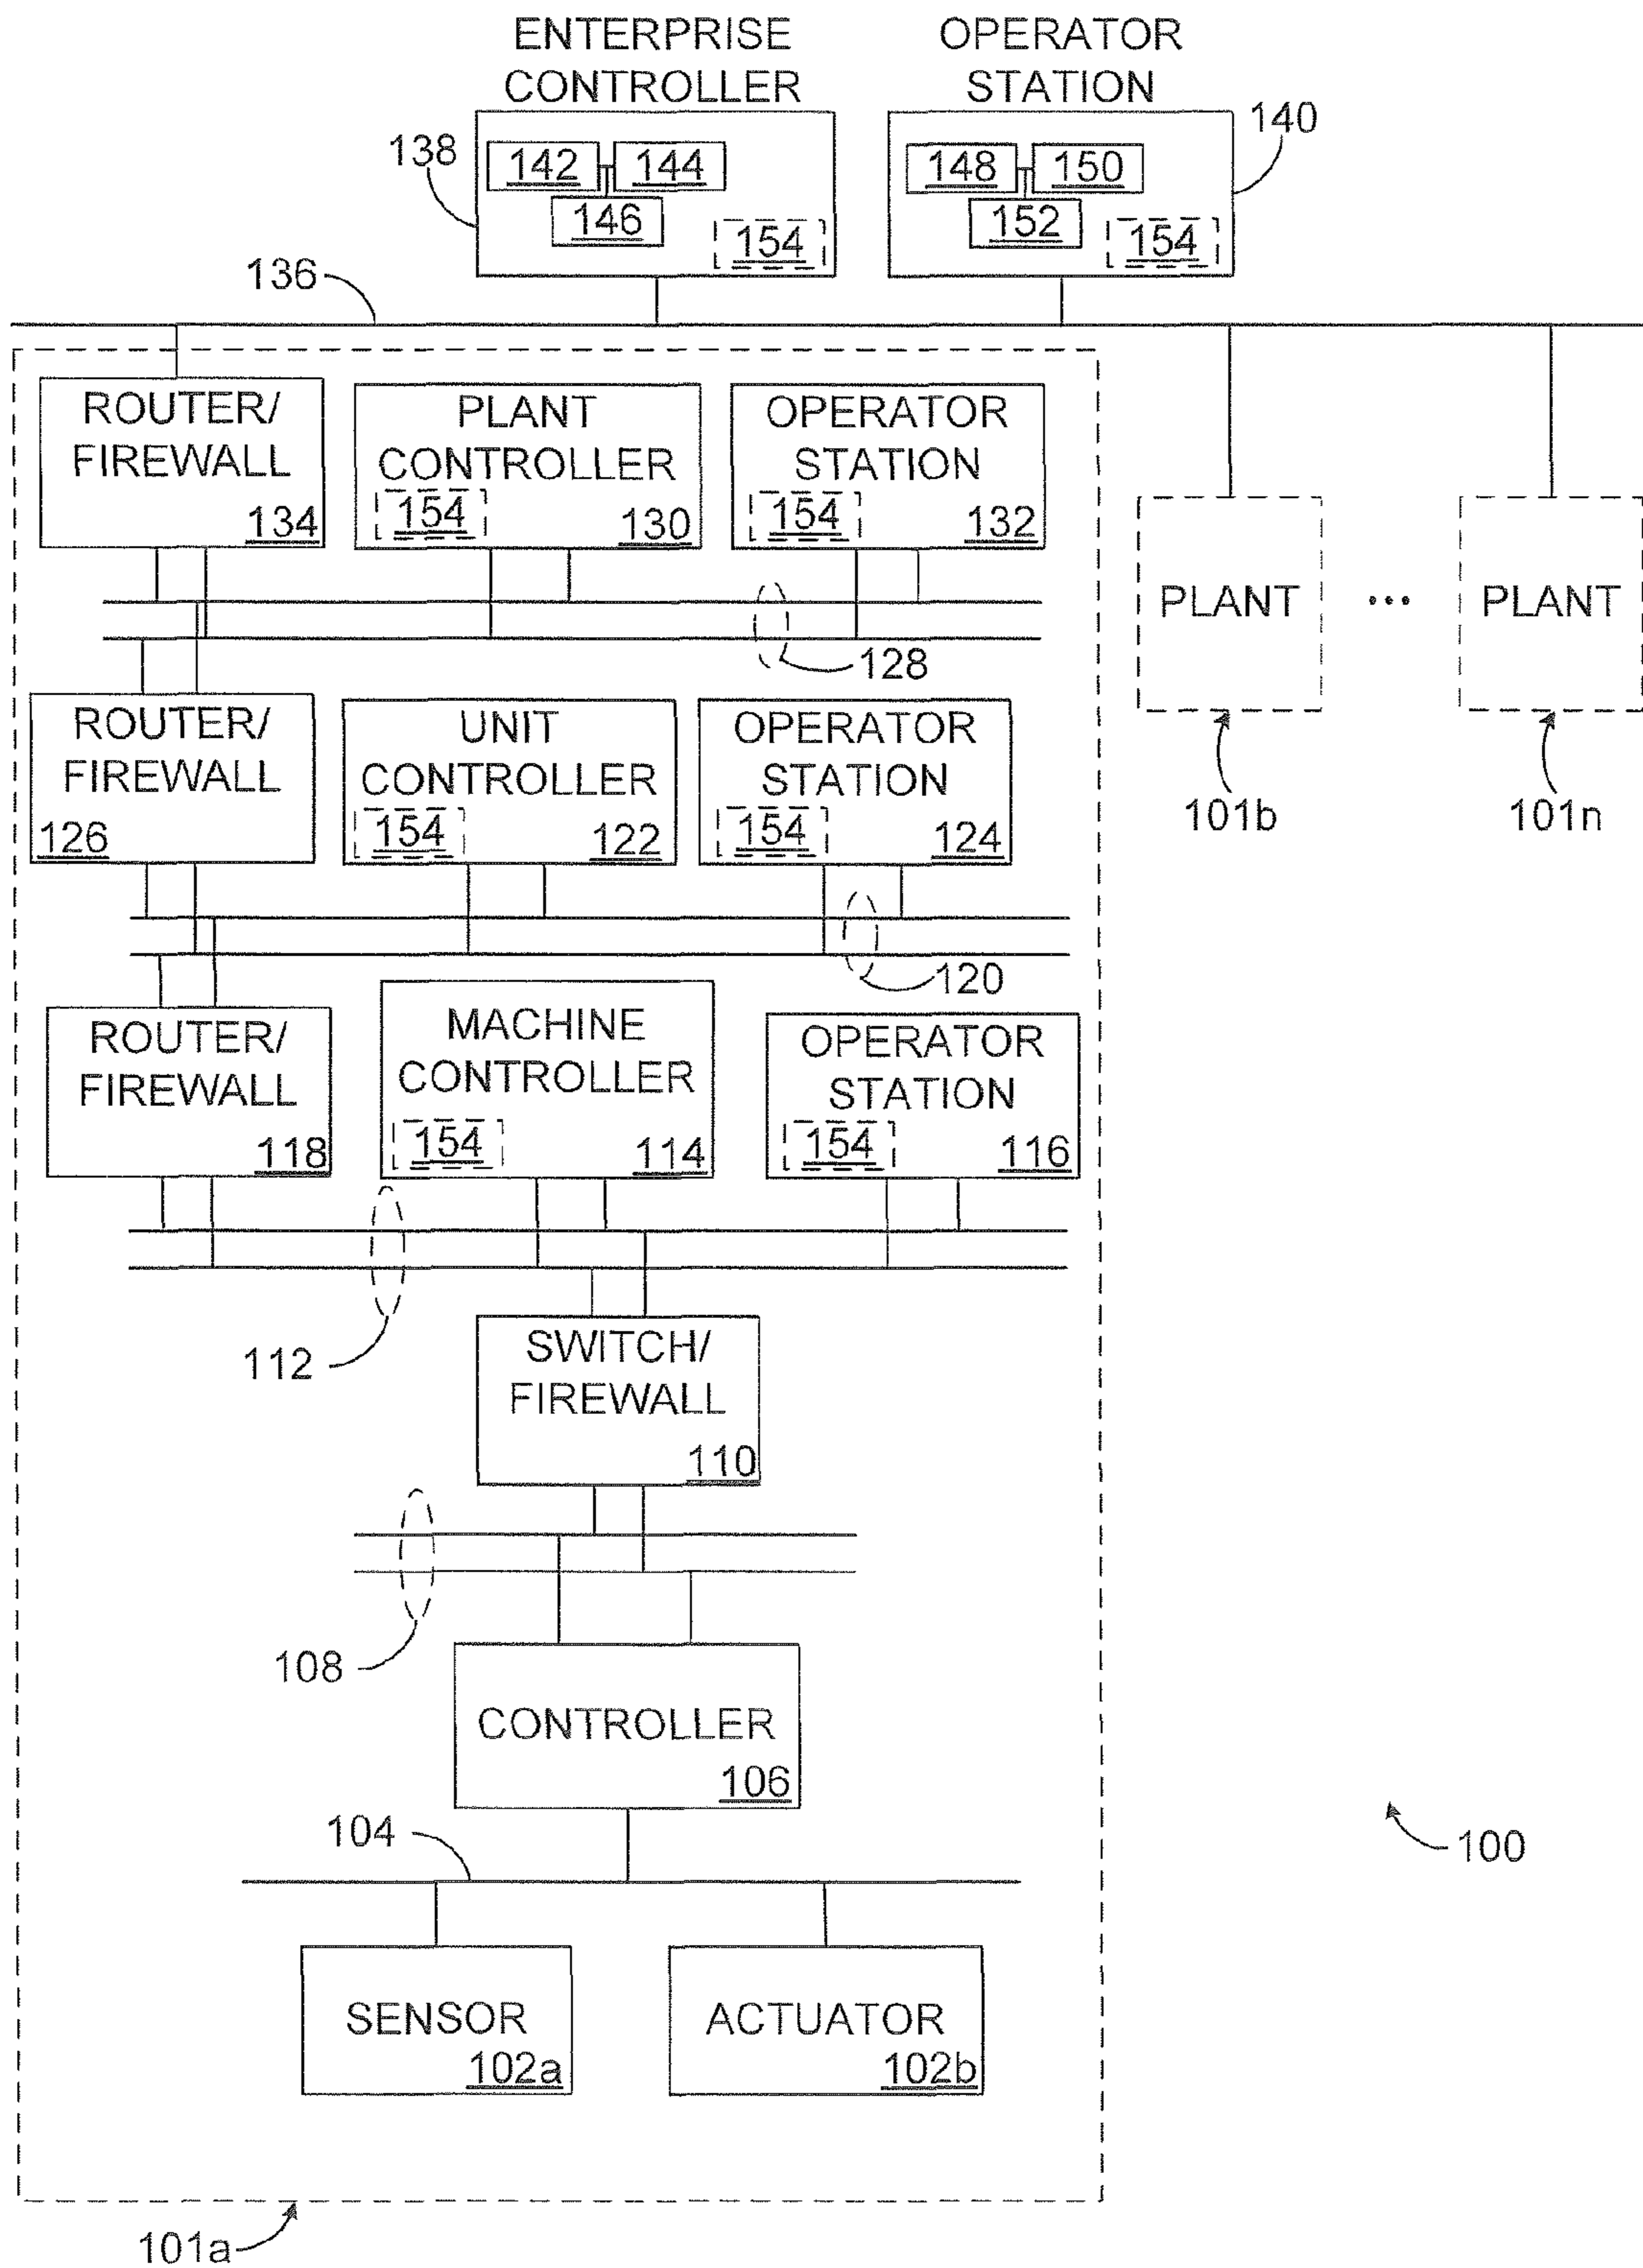 ENTERPRISE
CONTROLLER
OPERATOR
STATION
138
142
144
146
154
148
150
152
154
140
136
ROUTER/
FIREWALL
134
PLANT
CONTROLLER
154
130
OPERATOR
STATION
154
132
128
PLANT
...
PLANT
101b
101n
ROUTER/
FIREWALL
126
UNIT
CONTROLLER
154
122
OPERATOR
STATION
154
124
120
ROUTER/
FIREWALL
118
MACHINE
CONTROLLER
154
114
OPERATOR
STATION
154
116
112
SWITCH/
FIREWALL
110
108
CONTROLLER
106
104
100
SENSOR
102a
ACTUATOR
102b
101a